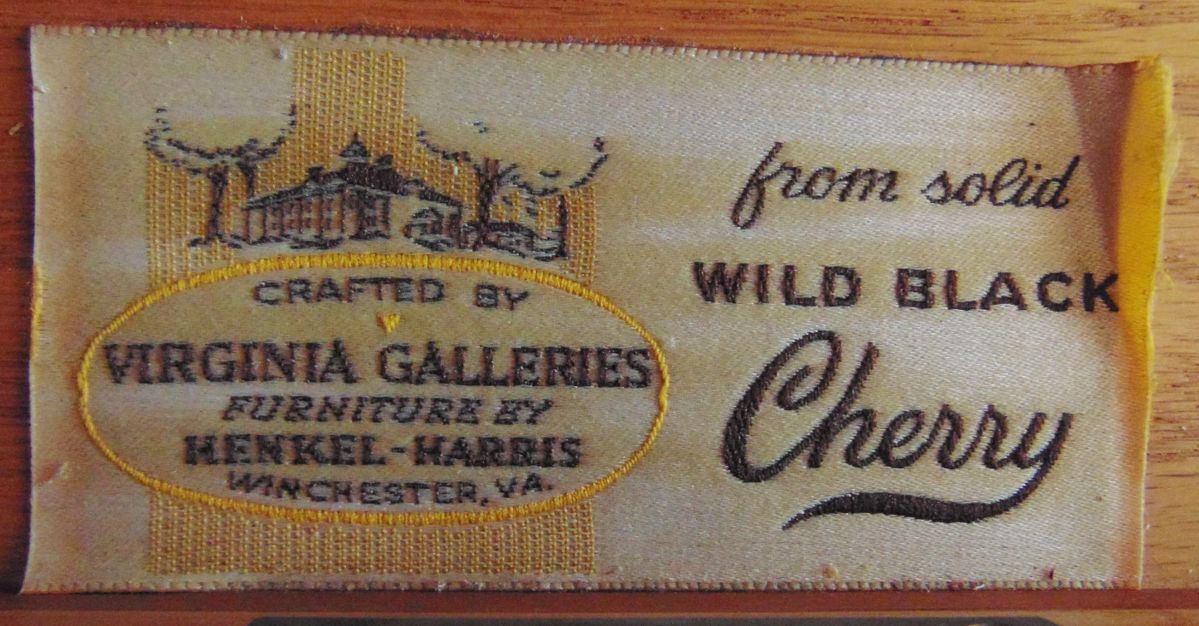 CRAFTED BY
VIRGINIA GALLERIES
FURNITURE BY
HENKEL-HARRIS
WINCHESTER, VA.
from solid
WILD BLACK
Cherry